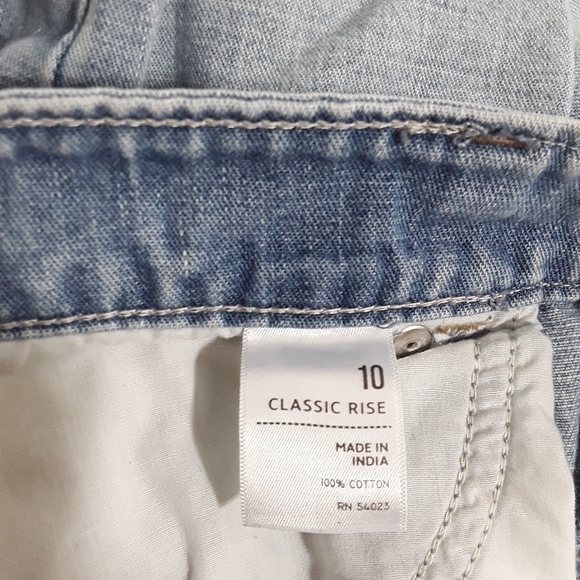 10
CLASSIC RISE
MADE IN
INDIA
100% COTTON
RN 54023